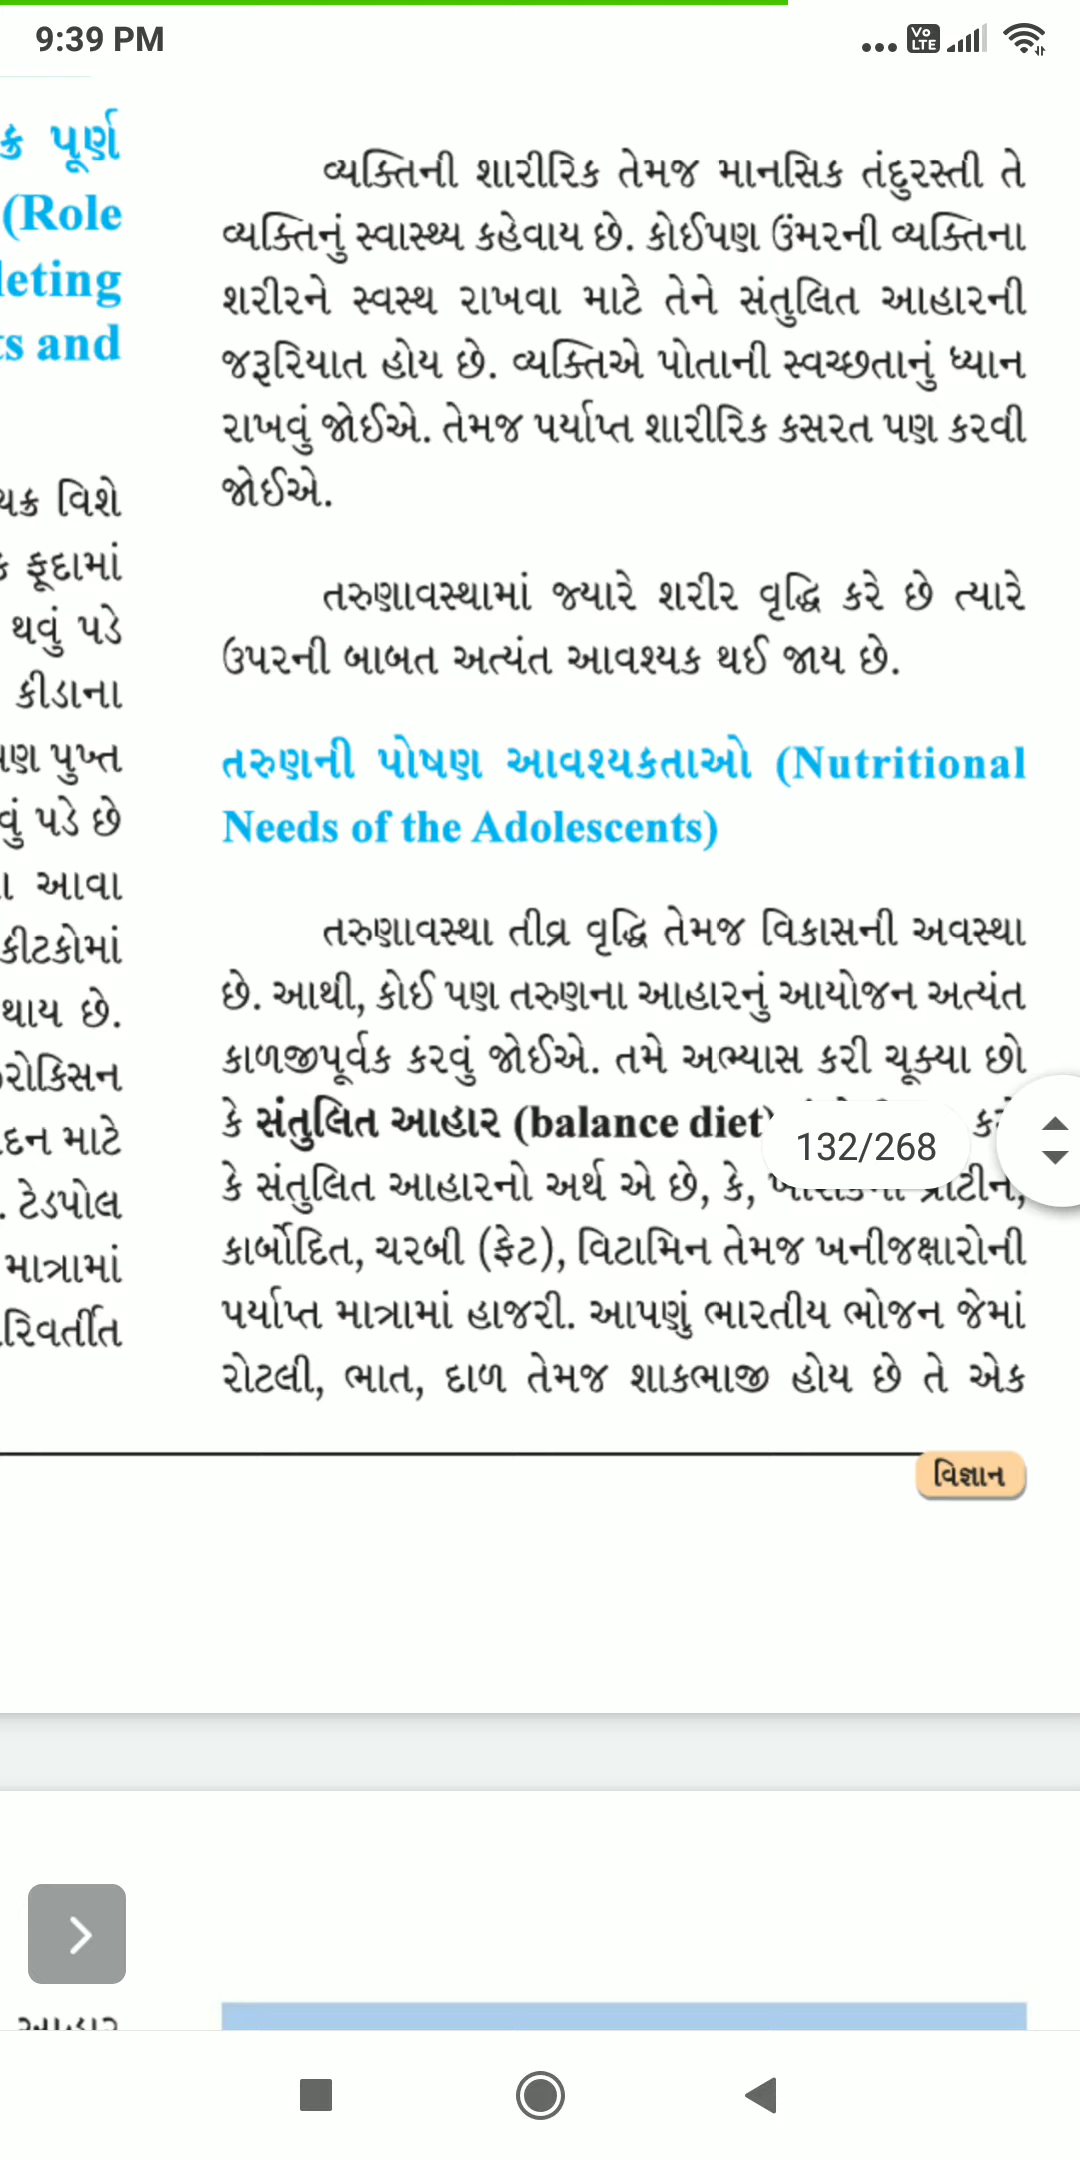 9:39 PM
Vo LTE
પૂર્ણ
(Role
leting
and
વ્યક્તિની શારીરિક તેમજ માનસિક તંદુરસ્તી તે
વ્યક્તિનું સ્વાસ્થ્ય કહેવાય છે. કોઈપણ ઉંમરની વ્યક્તિના
શરીરને સ્વસ્થ રાખવા માટે તેને સંતુલિત આહારની
જરૂરિયાત હોય છે. વ્યક્તિએ પોતાની સ્વચ્છતાનું ધ્યાન
રાખવું જોઈએ. તેમજ પર્યાપ્ત શારીરિક કસરત પણ કરવી
જોઈએ.
તરુણાવસ્થામાં જ્યારે શરીર વૃદ્ધિ કરે છે ત્યારે
ઉપરની બાબત અત્યંત આવશ્યક થઈ જાય છે.
તરુણની પોષણ આવશ્યકતાઓ (Nutritional
Needs of the Adolescents)
તરુણાવસ્થા તીવ્ર વૃદ્ધિ તેમજ વિકાસની અવસ્થા
છે. આથી, કોઈ પણ તરુણના આહારનું આયોજન અત્યંત
કાળજીપૂર્વક કરવું જોઈએ. તમે અભ્યાસ કરી ચૂક્યા છો
કે સંતુલિત આહાર (balance diet)
કે સંતુલિત આહારનો અર્થ એ છે, કે, પ્રોટીન,
કાર્બોદિત, ચરબી (ફેટ), વિટામિન તેમજ ખનીજક્ષારોની
પર્યાપ્ત માત્રામાં હાજરી. આપણું ભારતીય ભોજન જેમાં
રોટલી, ભાત, દાળ તેમજ શાકભાજી હોય છે તે એક
વિશે
ફૂદામાં
થવું પડે
કીડાના
પુખ્ત
પડે છે
આવા
કીટકોમાં
થાય છે.
માટે
ટેડપોલ
માત્રામાં
132/268
વિજ્ઞાન